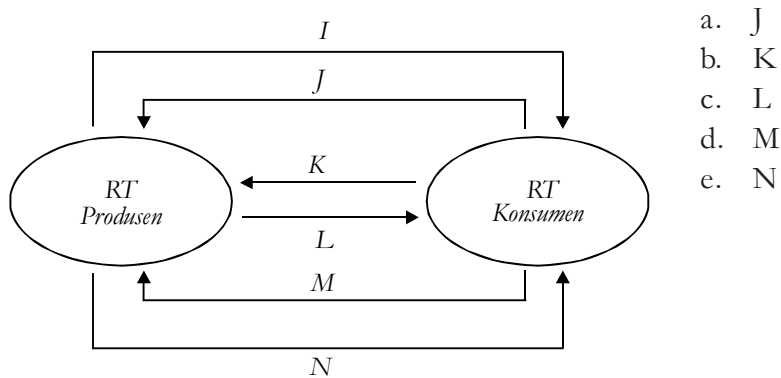 I
J
K
L
M
N
RT
Produsen
RT
Konsumen
a. J
b. K
c. L
d. M
e. N